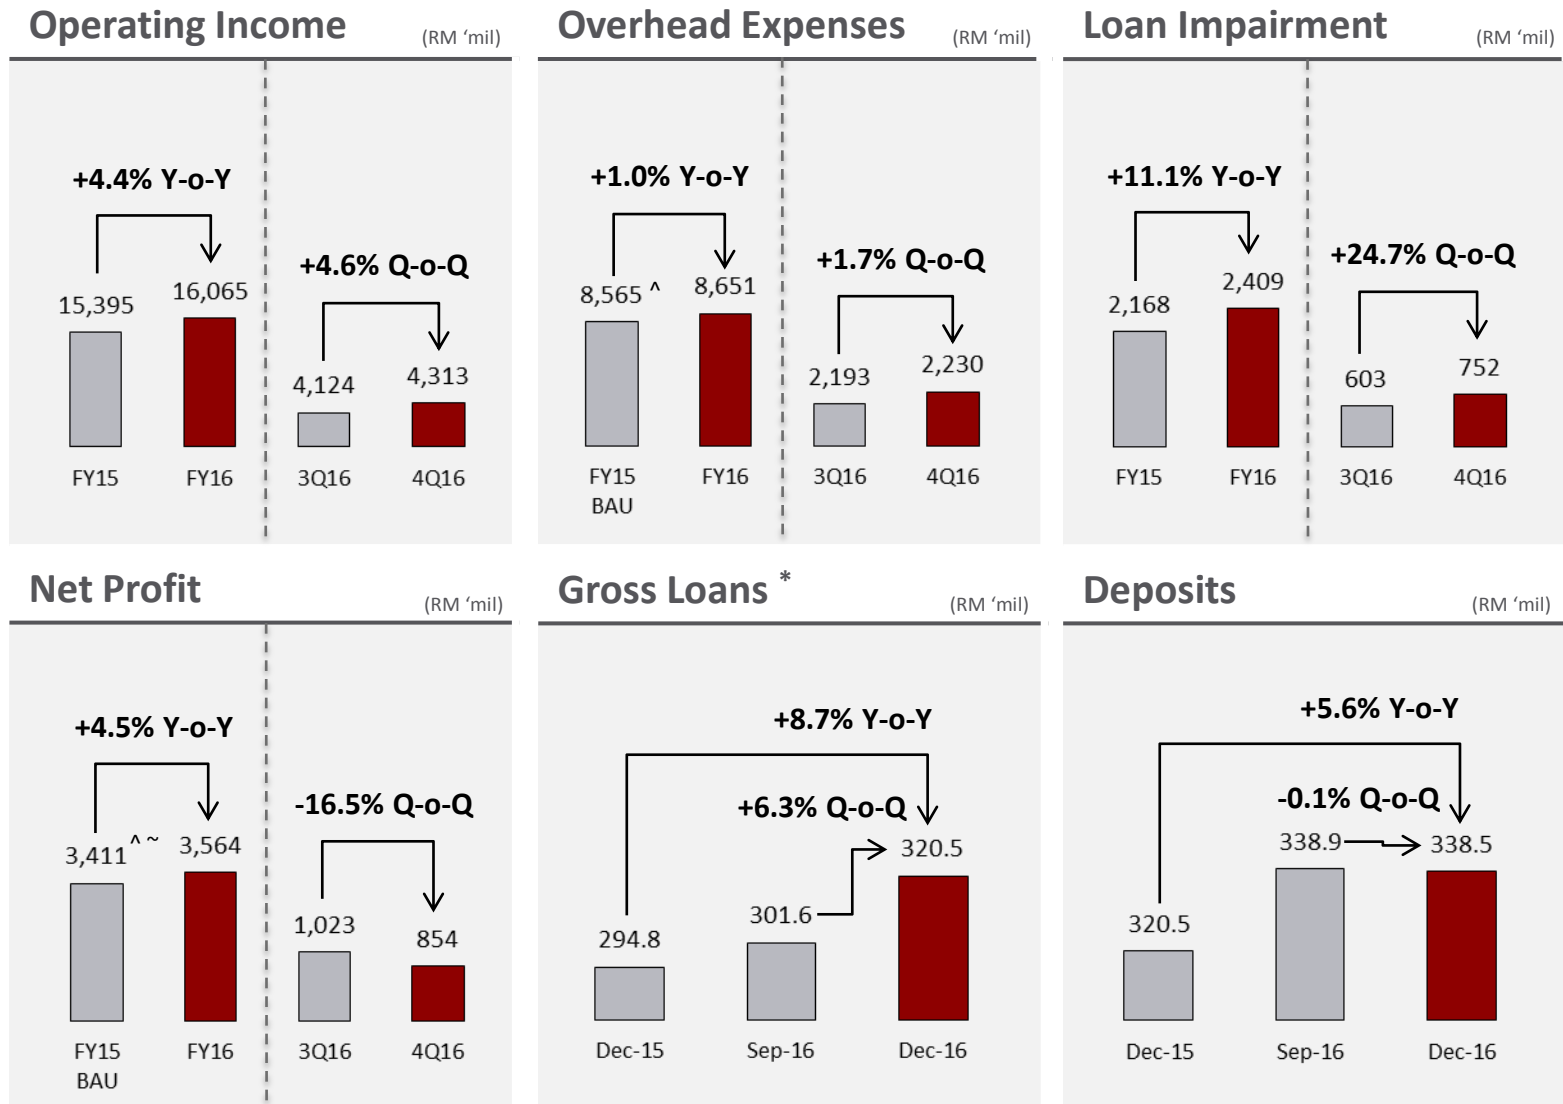 Operating Income (RM ‘mil)
+4.4% Y-o-Y
+4.6% Q-o-Q
15,395 16,065
4,124 4,313
FY15 FY16 3Q16 4Q16
Overhead Expenses (RM ‘mil)
+1.0% Y-o-Y
+1.7% Q-o-Q
8,565 ^ 8,651
2,193 2,230
FY15 FY16 3Q16 4Q16
BAU
Loan Impairment (RM ‘mil)
+11.1% Y-o-Y
+24.7% Q-o-Q
2,168 2,409
603 752
FY15 FY16 3Q16 4Q16
Net Profit (RM ‘mil)
+4.5% Y-o-Y
-16.5% Q-o-Q
3,411 ^ ~ 3,564
1,023 854
FY15 FY16 3Q16 4Q16
BAU
Gross Loans * (RM ‘mil)
+8.7% Y-o-Y
+6.3% Q-o-Q
294.8 301.6 320.5
Dec-15 Sep-16 Dec-16
Deposits (RM ‘mil)
+5.6% Y-o-Y
-0.1% Q-o-Q
320.5 338.9 338.5
Dec-15 Sep-16 Dec-16